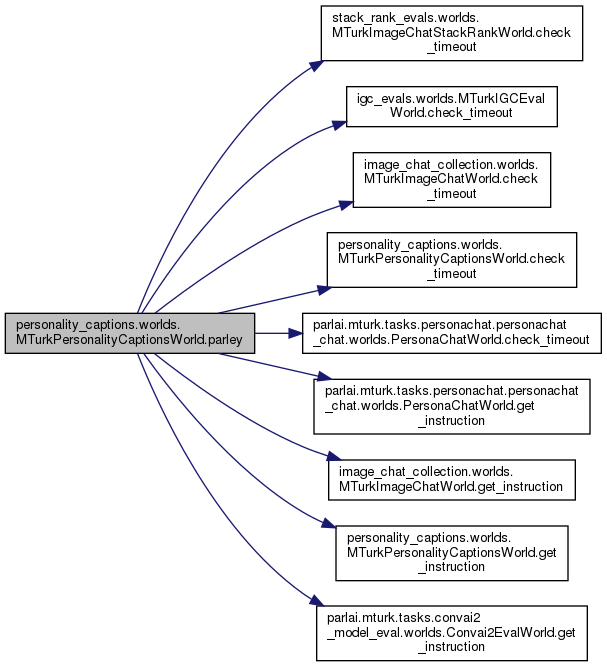 stack_rank_evals.worlds.
MTurkImageChatStackRankWorld.check
_timeout
igc_evals.worlds.MTurkIGCEval
World.check_timeout
image_chat_collection.worlds.
MTurkImageChatWorld.check
_timeout
personality_captions.worlds.
MTurkPersonalityCaptionsWorld.check
_timeout
personality_captions.worlds.
MTurkPersonalityCaptionsWorld.parley
parlai.mturk.tasks.personachat.personachat
_chat.worlds.PersonaChatWorld.check_timeout
parlai.mturk.tasks.personachat.personachat
_chat.worlds.PersonaChatWorld.get
_instruction
image_chat_collection.worlds.
MTurkImageChatWorld.get_instruction
personality_captions.worlds.
MTurkPersonalityCaptionsWorld.get
_instruction
parlai.mturk.tasks.convai2
_model_eval.worlds.Convai2EvalWorld.get
_instruction